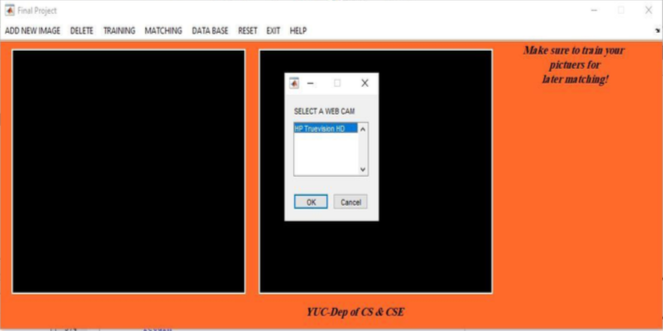 Final Project
ADD NEW IMAGE DELETE TRAINING MATCHING DATA BASE RESET EXIT HELP
Make sure to train your
pictuers for
later matching!
SELECT A WEB CAM
HP Truevision HD
OK Cancel
YUC-Dep of CS & CSE